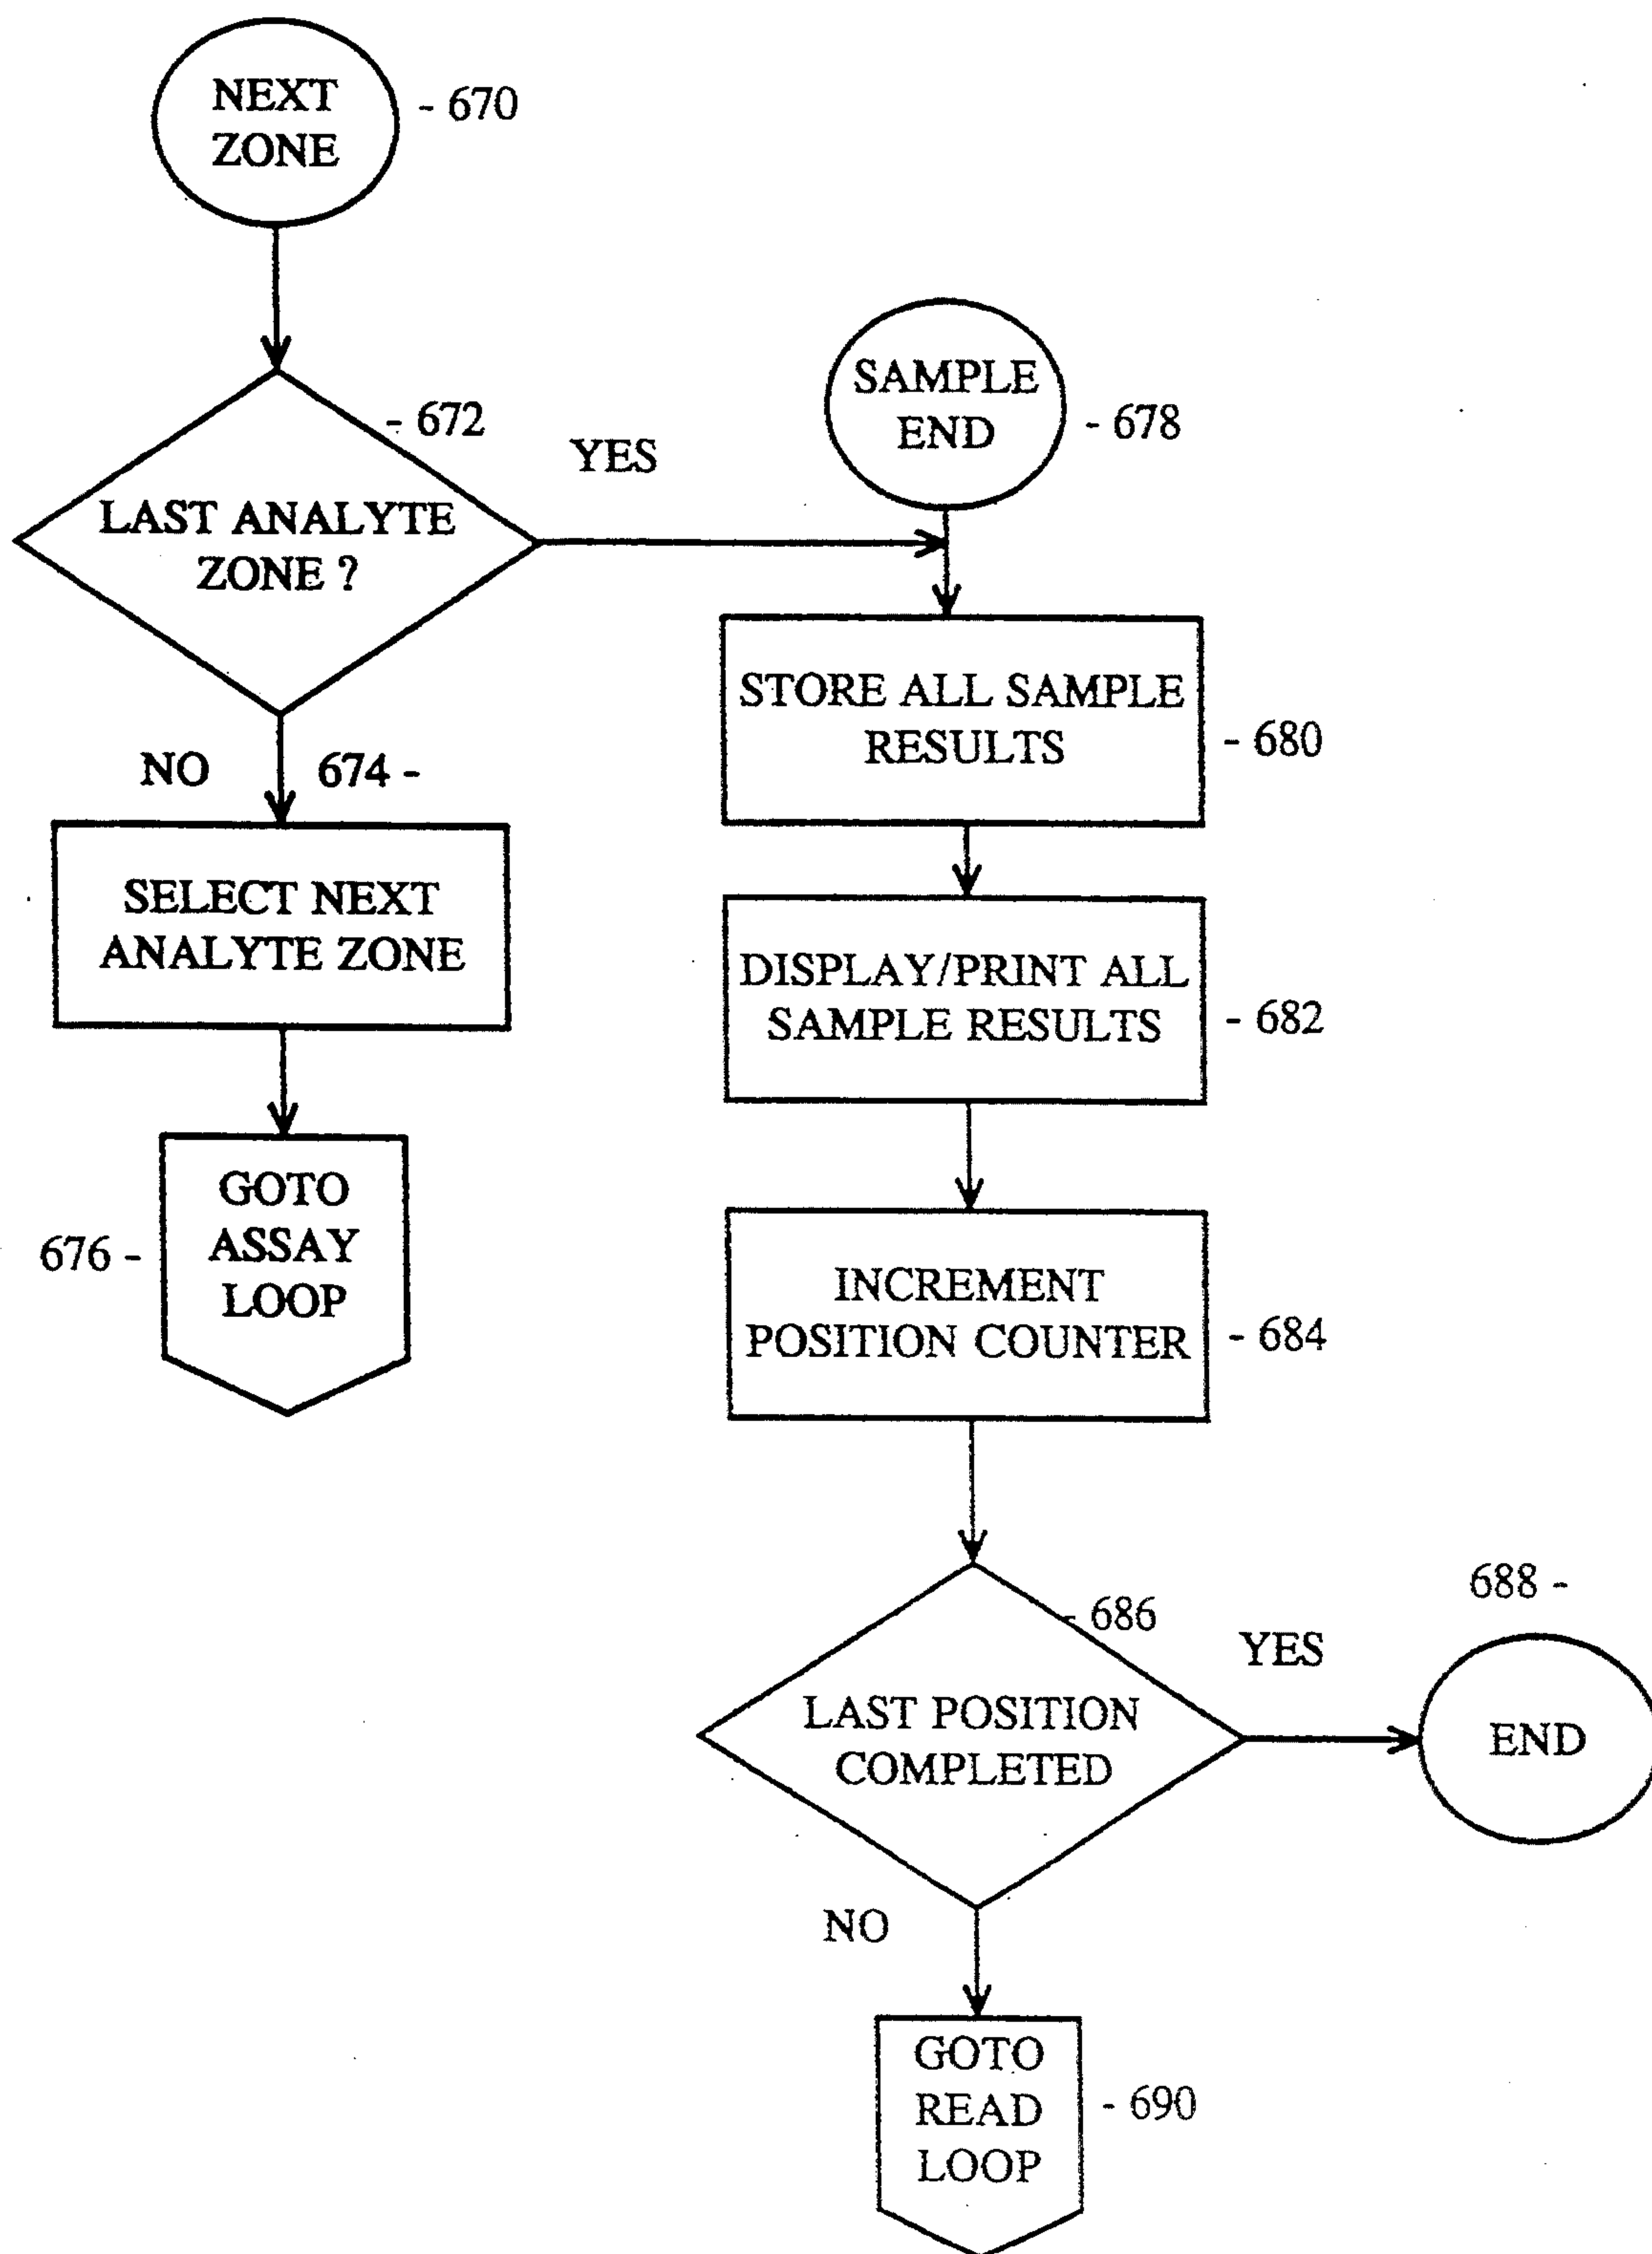 NEXT
ZONE
- 670
- 672
LAST ANALYTE
ZONE ?
YES
SAMPLE
END
- 678
NO
674 -
SELECT NEXT
ANALYTE ZONE
GOTO
ASSAY
LOOP
676 -
STORE ALL SAMPLE
RESULTS
- 680
DISPLAY/PRINT ALL
SAMPLE RESULTS
- 682
INCREMENT
POSITION COUNTER
- 684
- 686
LAST POSITION
COMPLETED
YES
688 -
END
NO
GOTO
READ
LOOP
- 690